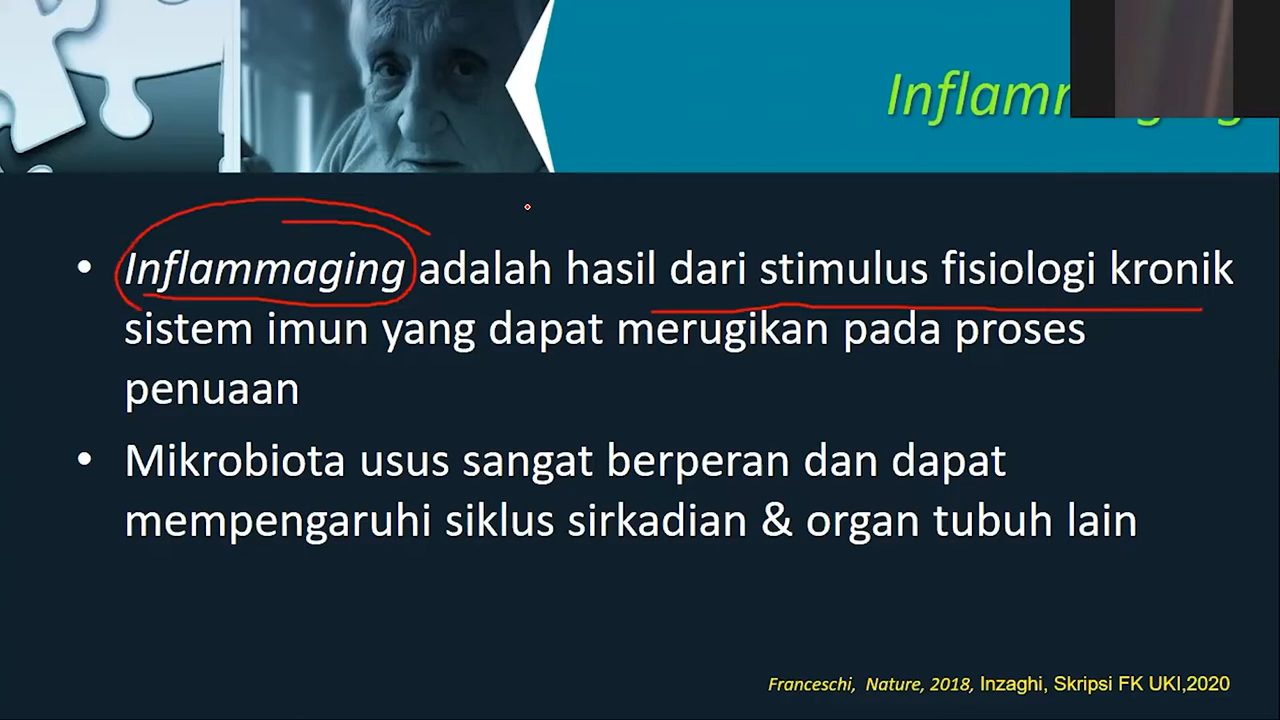 • Inflammaging adalah hasil dari stimulus fisiologi kronik
sistem imun yang dapat merugikan pada proses
penuaan
• Mikrobiota usus sangat berperan dan dapat
mempengaruhi siklus sirkadian & organ tubuh lain
Franceschi, Nature, 2018, Inzaghi, Skripsi FK UKI,2020